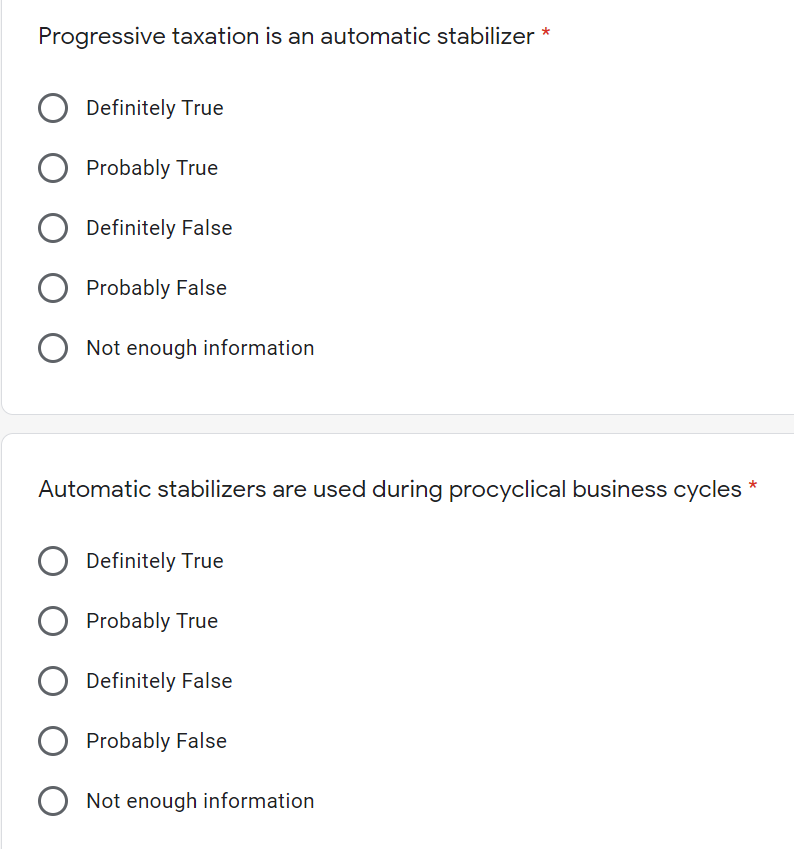 Progressive taxation is an automatic stabilizer *
Definitely True
Probably True
Definitely False
Probably False
Not enough information
Automatic stabilizers are used during procyclical business cycles *
Definitely True
Probably True
Definitely False
Probably False
Not enough information